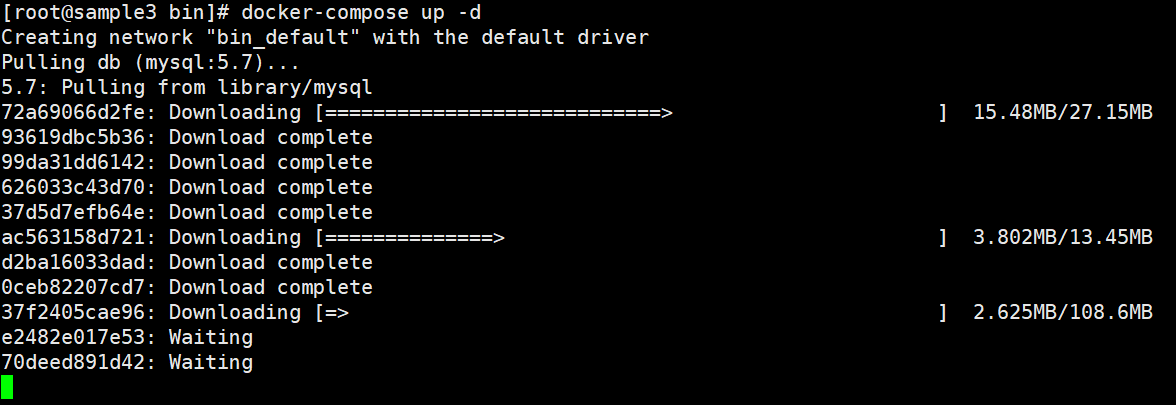 [root@sample3 bin]# docker-compose up -d
Creating network "bin_default" with the default driver
Pulling db (mysql:5.7)...
5.7: Pulling from library/mysql
72a69066d2fe: Downloading [============================>                      ]  15.48MB/27.15MB
93619dbc5b36: Download complete
99da31dd6142: Download complete
626033c43d70: Download complete
37d5d7efb64e: Download complete
ac563158d721: Downloading [==============>                                    ]  3.802MB/13.45MB
d2ba16033dad: Download complete
0ceb82207cd7: Download complete
37f2405cae96: Downloading [=>                                                 ]  2.625MB/108.6MB
e2482e017e53: Waiting
70deed891d42: Waiting